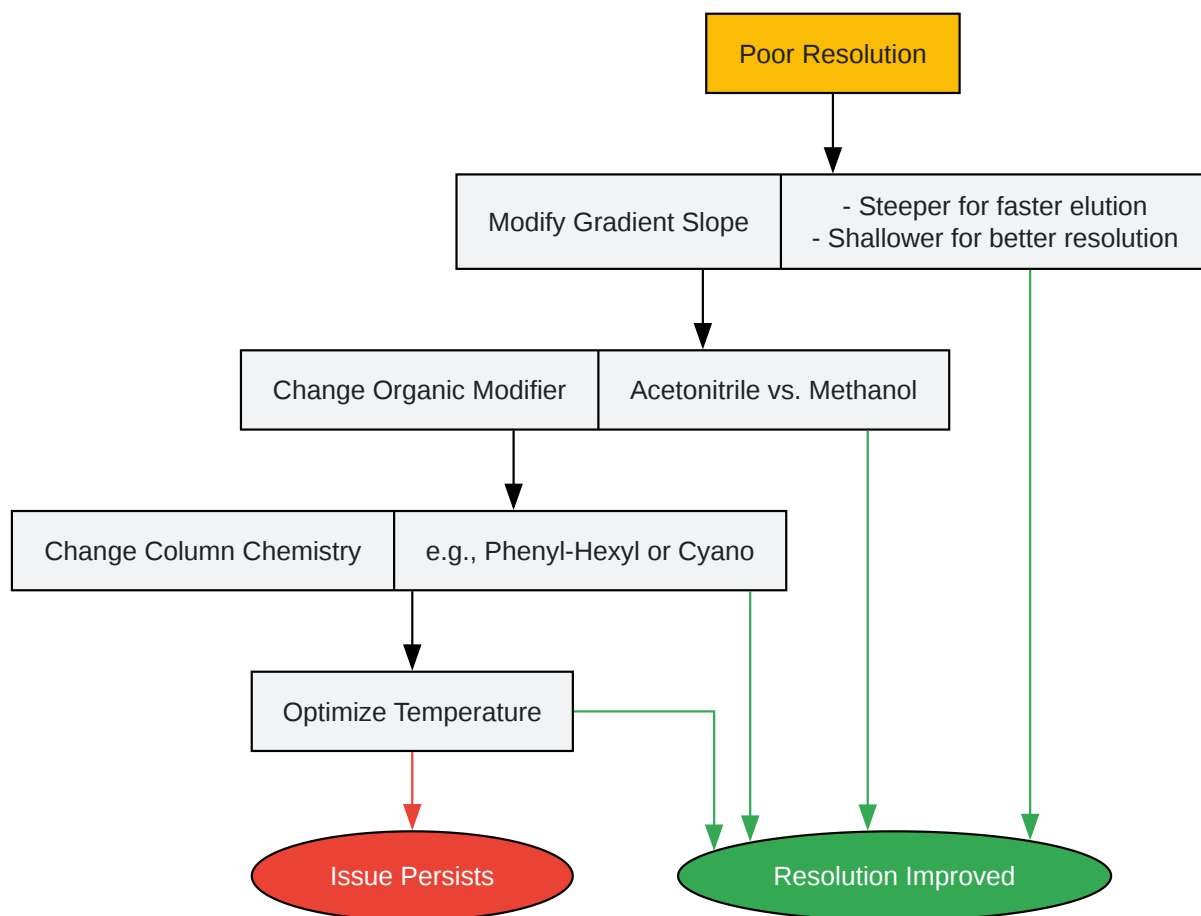 Poor Resolution
Modify Gradient Slope
- Steeper for faster elution
- Shallower for better resolution
Change Organic Modifier
Acetonitrile vs. Methanol
Change Column Chemistry
e.g., Phenyl-Hexyl or Cyano
Optimize Temperature
Issue Persists
Resolution Improved